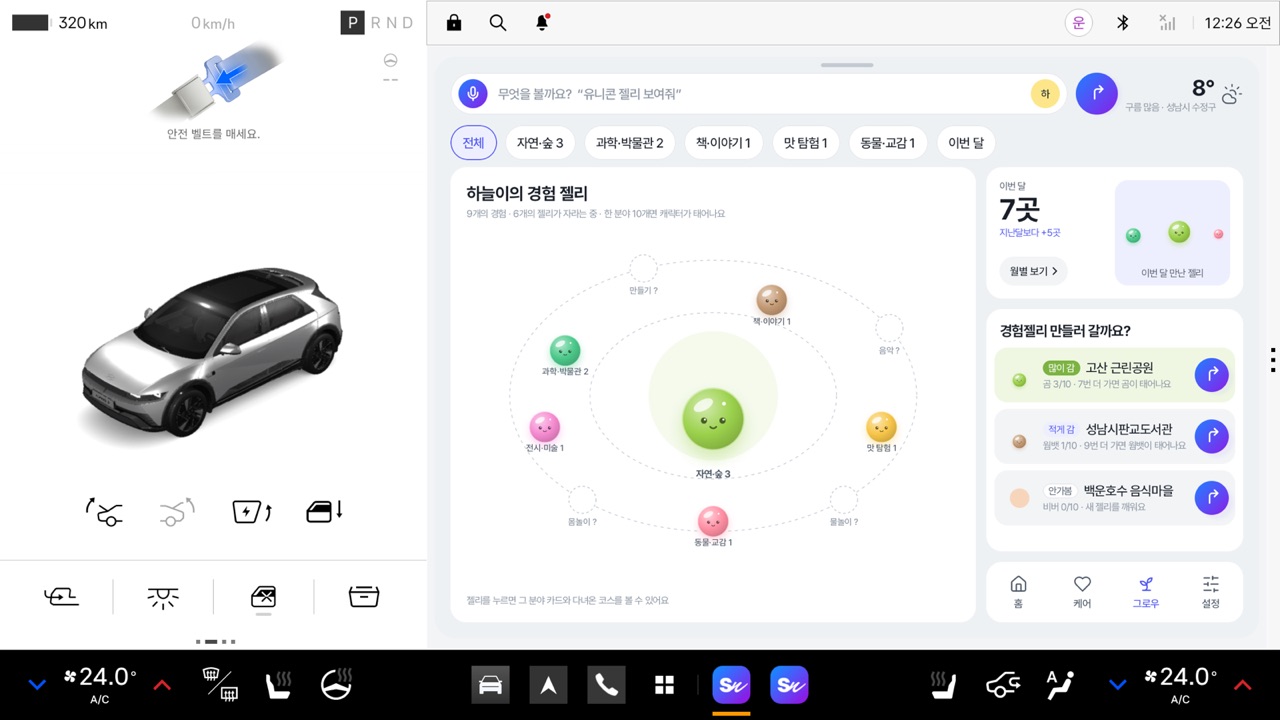 320 km
0 km/h
P R N D
안전 벨트를 매세요.
운
12:26 오전
무엇을 볼까요? “유니콘 젤리 보여줘”
하
8°
구름 많음 · 성남시 수정구
전체
자연·숲 3
과학·박물관 2
책·이야기 1
맛 탐험 1
동물·교감 1
이번 달
하늘이의 경험 젤리
9개의 경험 · 6개의 젤리가 자라는 중 · 한 분야 10개면 캐릭터가 태어나요
만들기 ?
책·이야기 1
음악 ?
과학·박물관 2
전시·미술 1
맛 탐험 1
자연·숲 3
몸놀이 ?
물놀이 ?
동물·교감 1
젤리를 누르면 그 분야 카드와 다녀온 코스를 볼 수 있어요
이번 달
7곳
지난달보다 +5곳
월별 보기
이번 달 만난 젤리
경험젤리 만들러 갈까요?
많이 감 고산 근린공원
곰 3/10 · 7번 더 가면 곰이 태어나요
적게 감 성남시판교도서관
웜뱃 1/10 · 9번 더 가면 웜뱃이 태어나요
안가봄 백운호수 음식마을
비버 0/10 · 새 젤리를 깨워요
홈
케어
그로우
설정
24.0°
A/C
A
24.0°
A/C